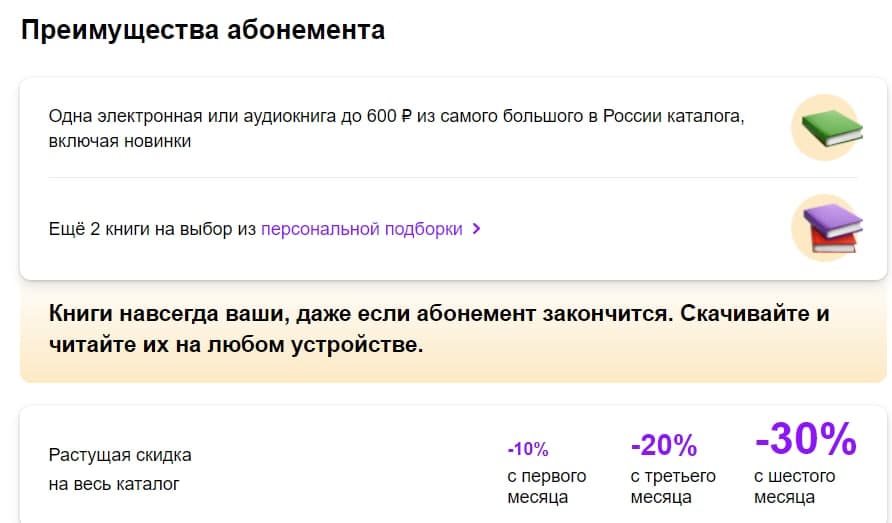 Преимущества абонемента
Одна электронная или аудиокнига до 600 ₽ из самого большого в России каталога,
включая новинки
Ещё 2 книги на выбор из персональной подборки
Книги навсегда ваши, даже если абонемент закончится. Скачивайте и
читайте их на любом устройстве.
Растущая скидка
на весь каталог
-10%
с первого
месяца
-20%
с третьего
месяца
-30%
с шестого
месяца